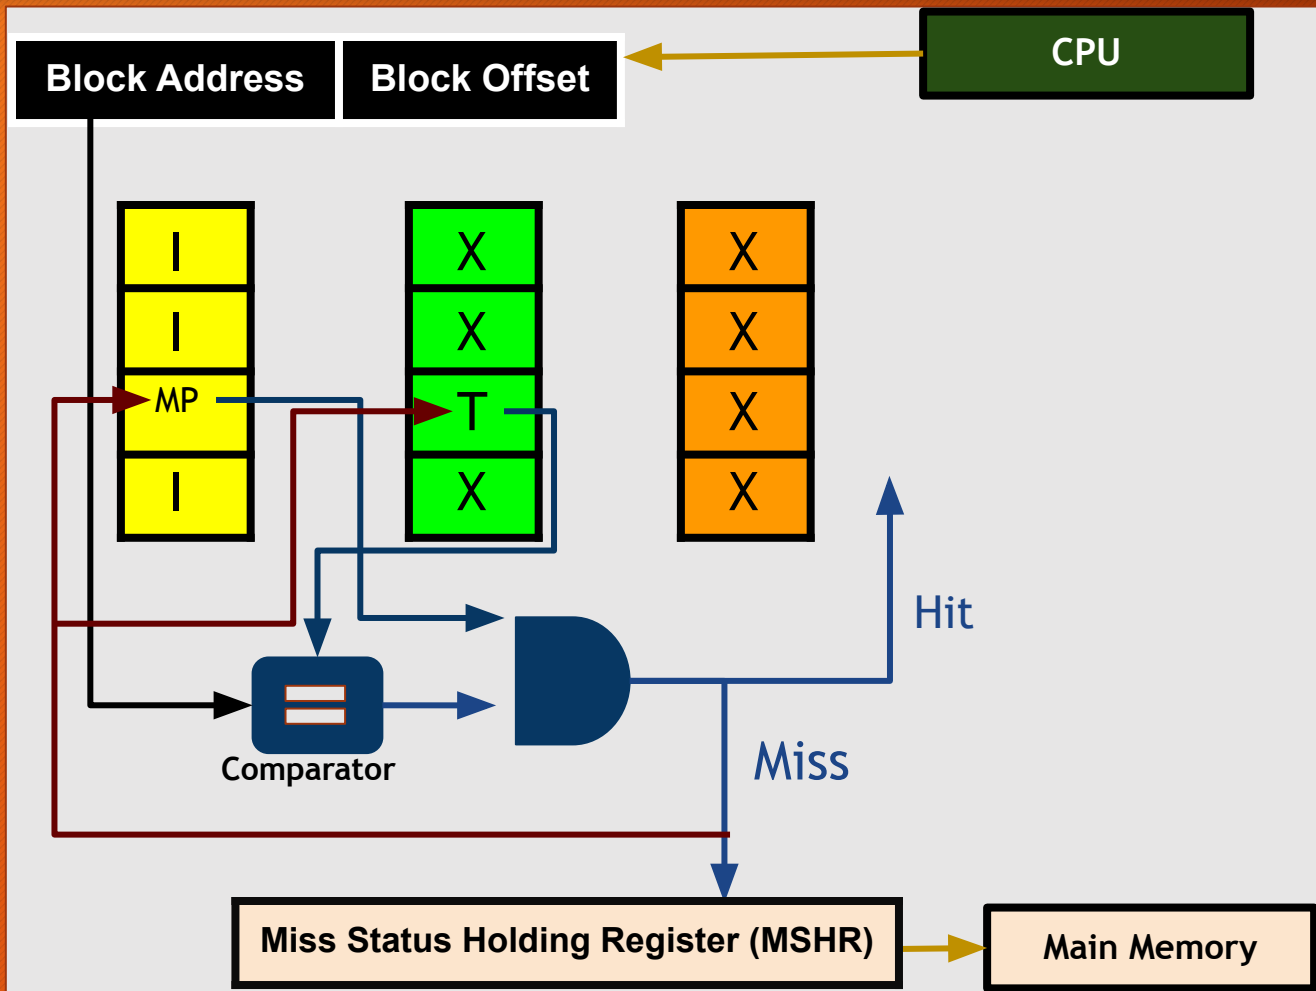 Block Address
Block Offset
CPU
I
X
X
I
X
X
MP
T
X
I
X
X
Hit
Comparator
Miss
Miss Status Holding Register (MSHR)
Main Memory